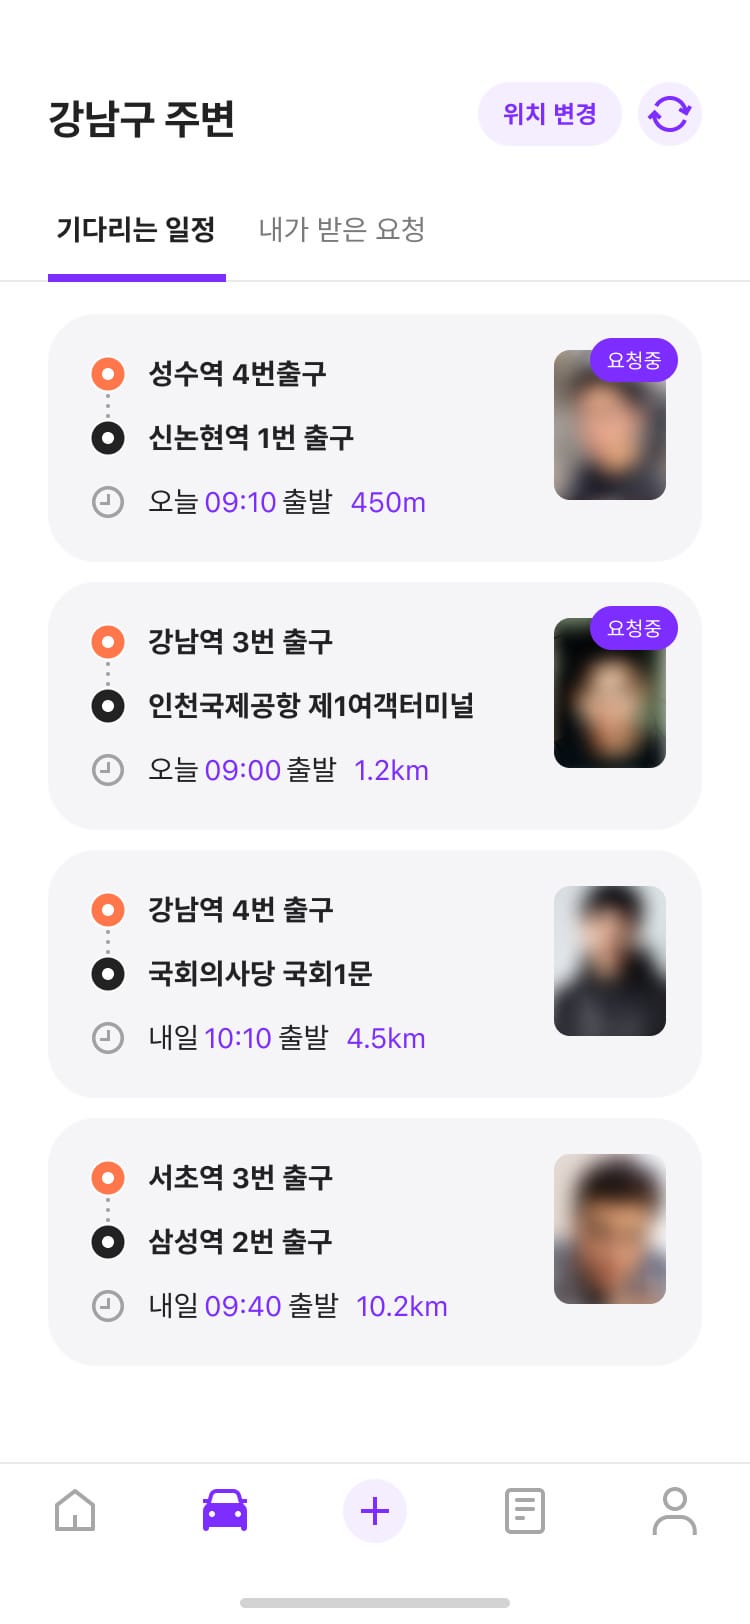 강남구 주변
위치 변경
기다리는 일정
내가 받은 요청
성수역 4번출구
요청중
신논현역 1번 출구
오늘 09:10 출발 450m
강남역 3번 출구
요청중
인천국제공항 제1여객터미널
오늘 09:00 출발 1.2km
강남역 4번 출구
국회의사당 국회1문
내일 10:10 출발 4.5km
서초역 3번 출구
삼성역 2번 출구
내일 09:40 출발 10.2km